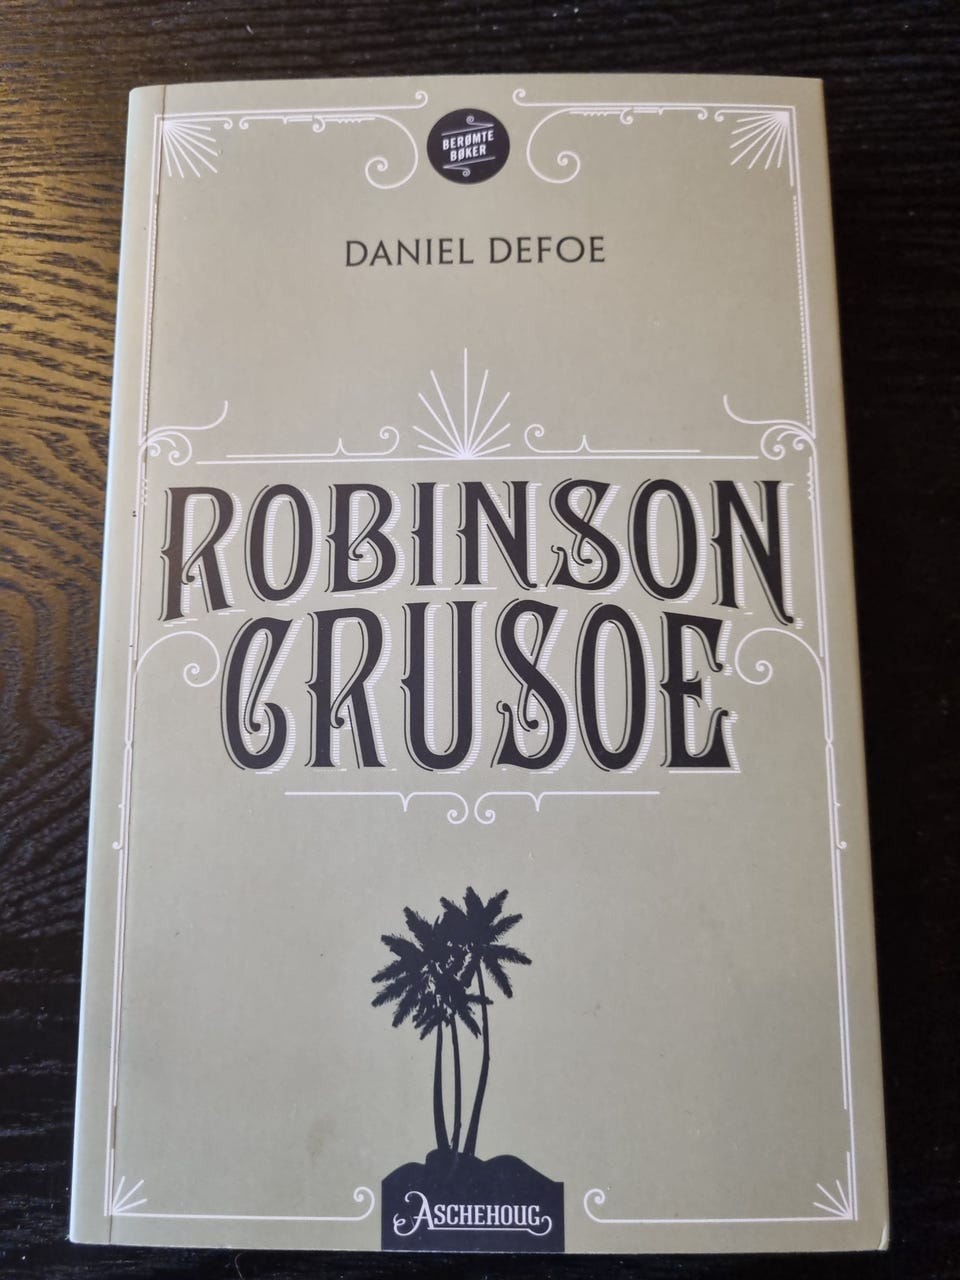 BERØMTE
BØKER
DANIEL DEFOE
ROBINSON
CRUSOE
ASCHEHOUG